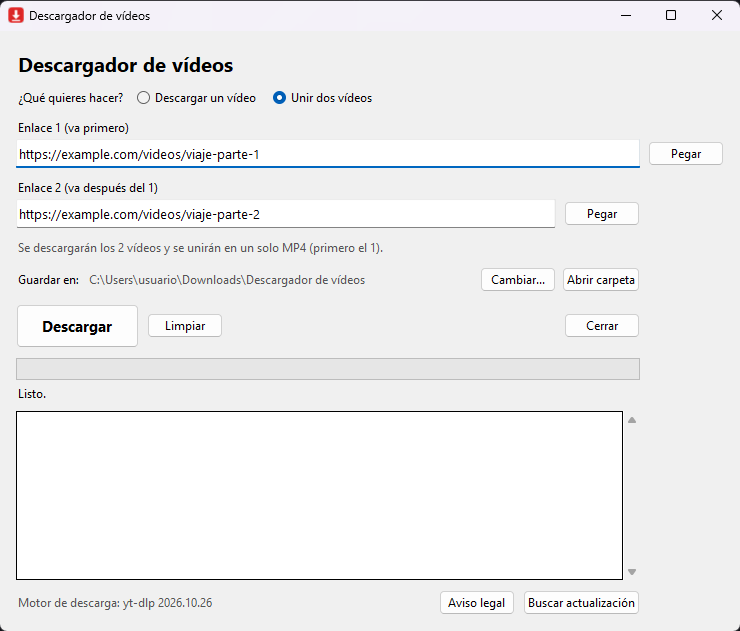 Descargador de vídeos
Descargador de vídeos
¿Qué quieres hacer? Descargar un vídeo Unir dos vídeos
Enlace 1 (va primero)
https://example.com/videos/viaje-parte-1 Pegar
Enlace 2 (va después del 1)
https://example.com/videos/viaje-parte-2 Pegar
Se descargarán los 2 vídeos y se unirán en un solo MP4 (primero el 1).
Guardar en: C:\Users\usuario\Downloads\Descargador de vídeos Cambiar... Abrir carpeta
Descargar Limpiar Cerrar
Listo.
Motor de descarga: yt-dlp 2026.10.26 Aviso legal Buscar actualización